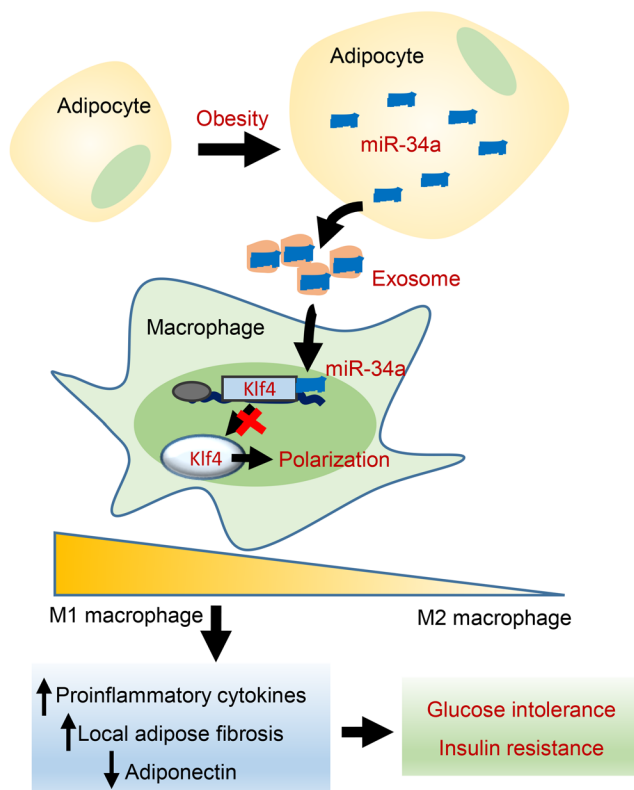 Adipocyte
Obesity
Adipocyte
miR-34a
Exosome
Macrophage
miR-34a
Klf4
Klf4
Polarization
M1 macrophage
M2 macrophage
Proinflammatory cytokines
Local adipose fibrosis
Adiponectin
Glucose intolerance
Insulin resistance